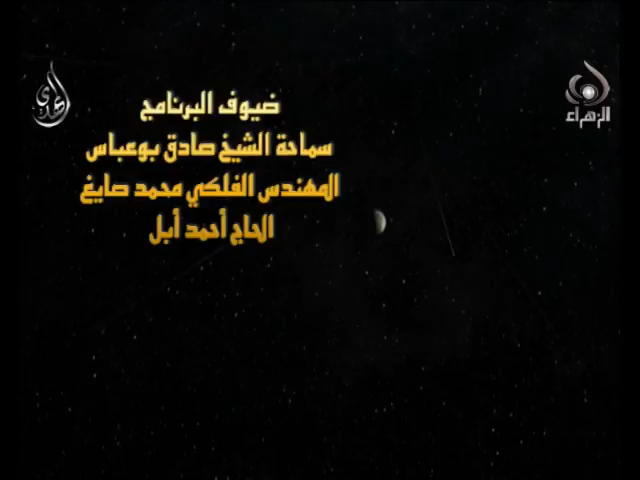 ضيوف البرنامج
سماحة الشيخ صادق بوعباس
المهندس الفلكي محمد صايغ
الحاج أحمد أبل
الزهراء